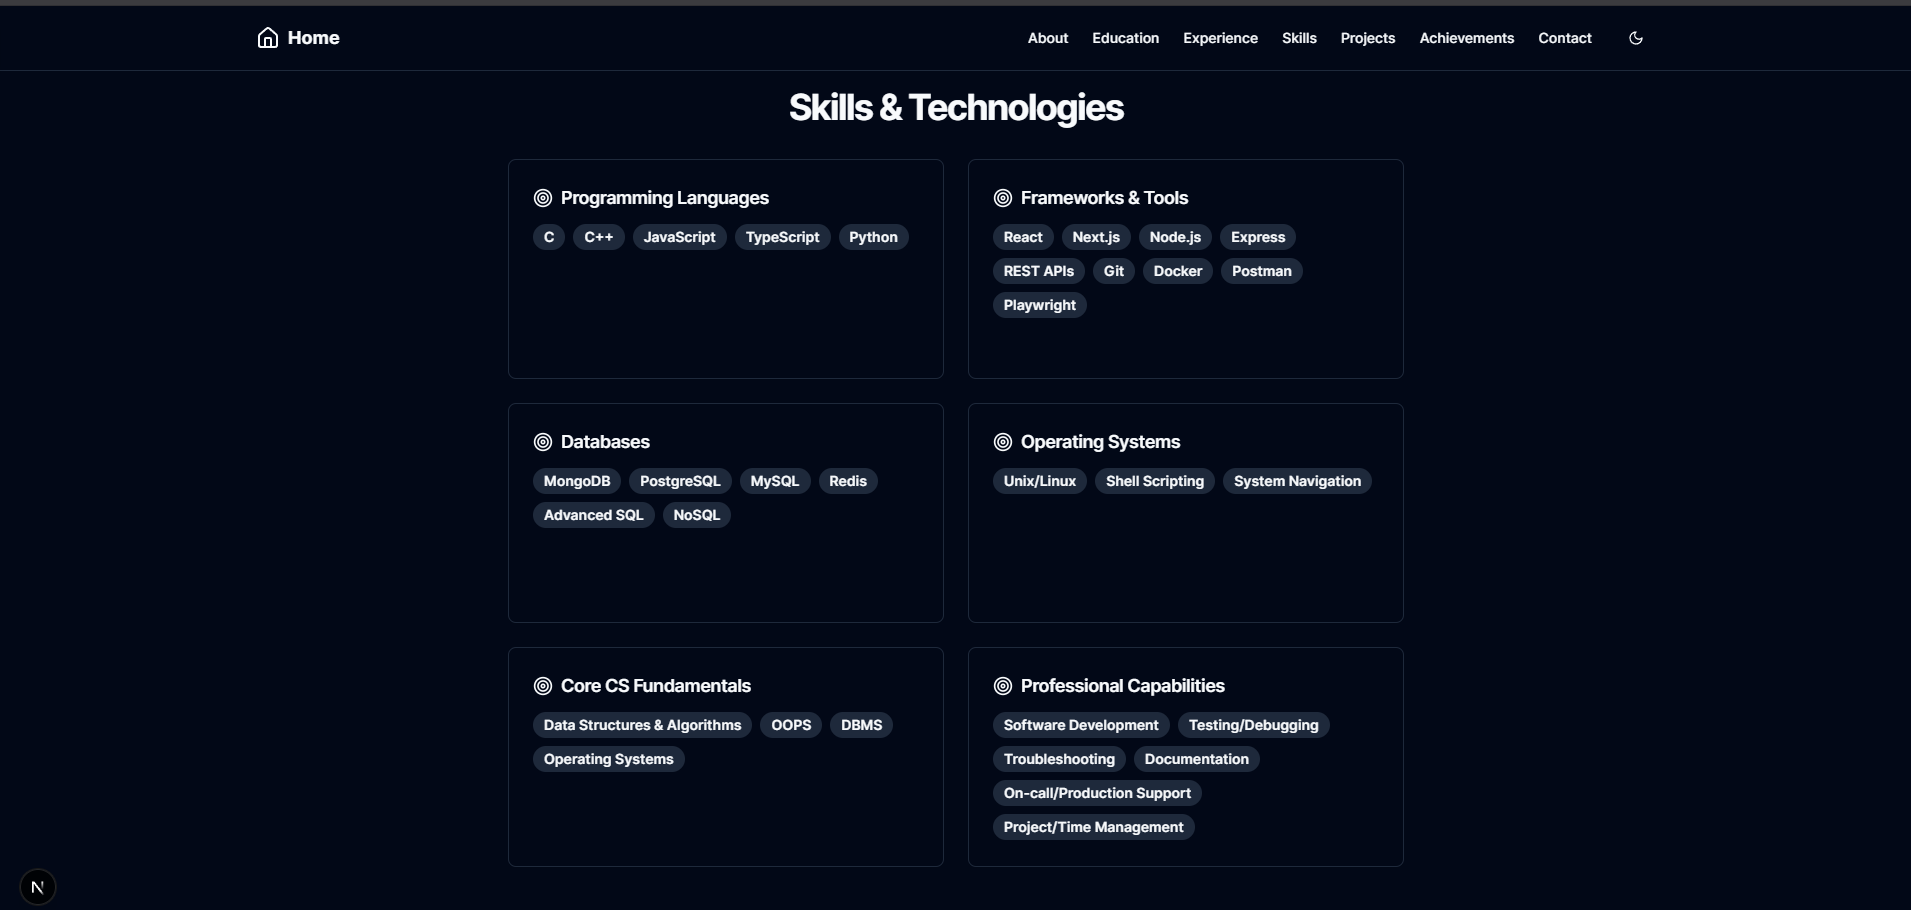 Home
About Education Experience Skills Projects Achievements Contact
Skills & Technologies
Programming Languages
C C++ JavaScript TypeScript Python
Frameworks & Tools
React Next.js Node.js Express
REST APIs Git Docker Postman
Playwright
Databases
MongoDB PostgreSQL MySQL Redis
Advanced SQL NoSQL
Operating Systems
Unix/Linux Shell Scripting System Navigation
Core CS Fundamentals
Data Structures & Algorithms OOPS DBMS
Operating Systems
Professional Capabilities
Software Development Testing/Debugging
Troubleshooting Documentation
On-call/Production Support
Project/Time Management
N